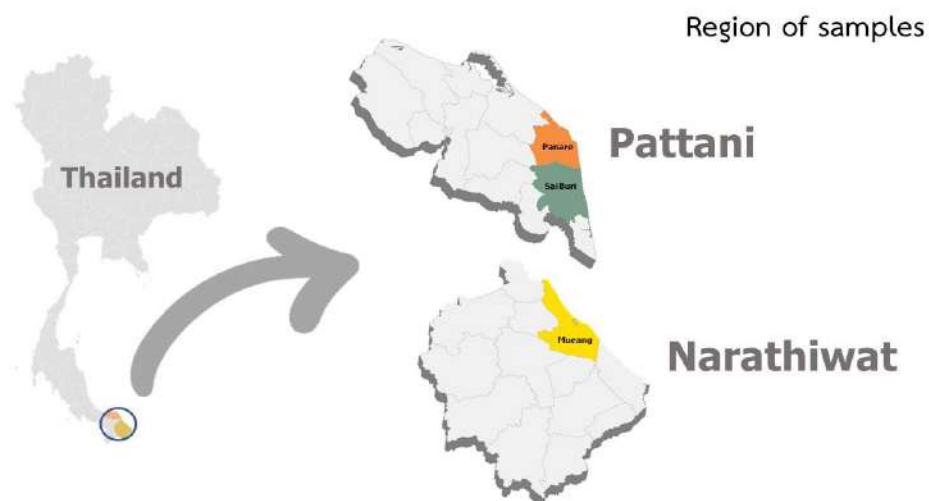 Region of samples
Thailand
Pattani
Panare
Sai Buri
Narathiwat
Mueang